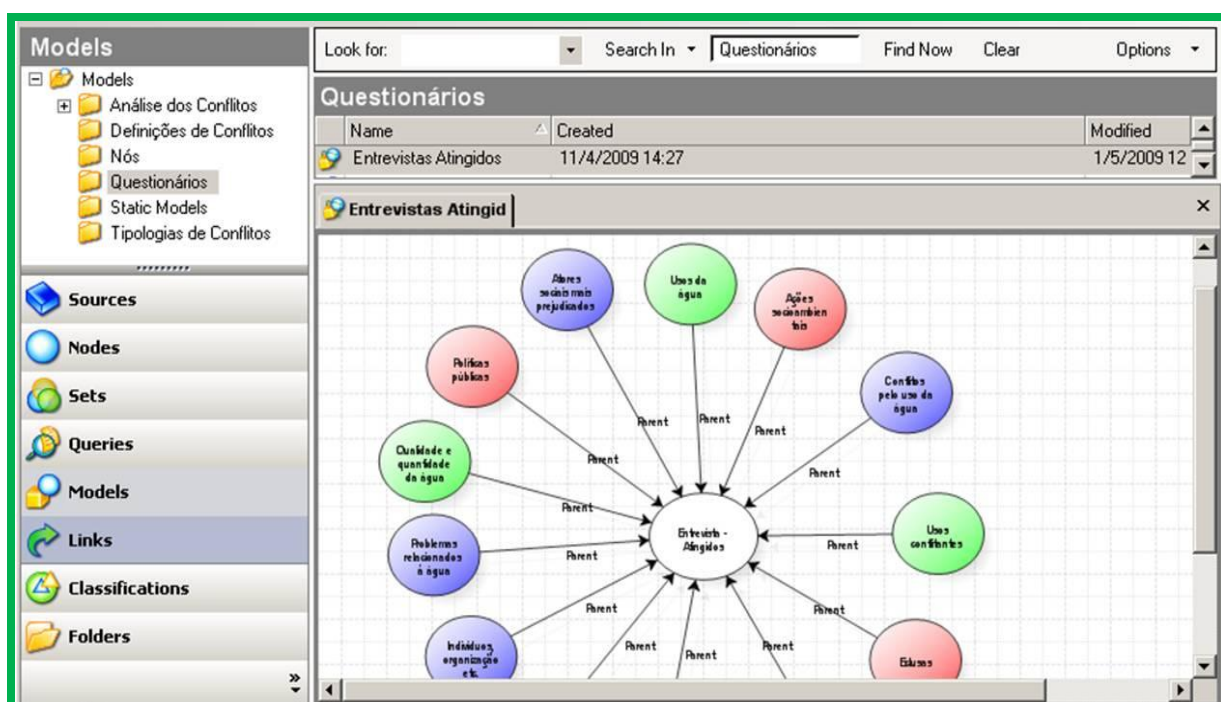 Models
Models
Análise dos Conflitos
Definições de Conflitos
Nós
Questionários
Static Models
Tipologias de Conflitos
Sources
Nodes
Sets
Queries
Models
Links
Classifications
Folders
»
Look for:
Search In
Questionários
Find Now
Clear
Options
Questionários
Name
Created
Modified
Entrevistas Atingidos
11/4/2009 14:27
1/5/2009 12
Entrevistas Atingid
×
Atores
sociais mais
prejudicados
Usos da
água
Ações
socioambien
tais
Políticas
públicas
Conflitos
pelo uso da
água
Qualidade e
quantidade
da água
Parent
Parent
Parent
Parent
Parent
Parent
Entrevista -
Atingidos
Usos
conflitantes
Parent
Problemas
relacionados
à água
Parent
Parent
Parent
Indivíduos,
organização
etc.
Parent
Parent
Parent
Eclusas